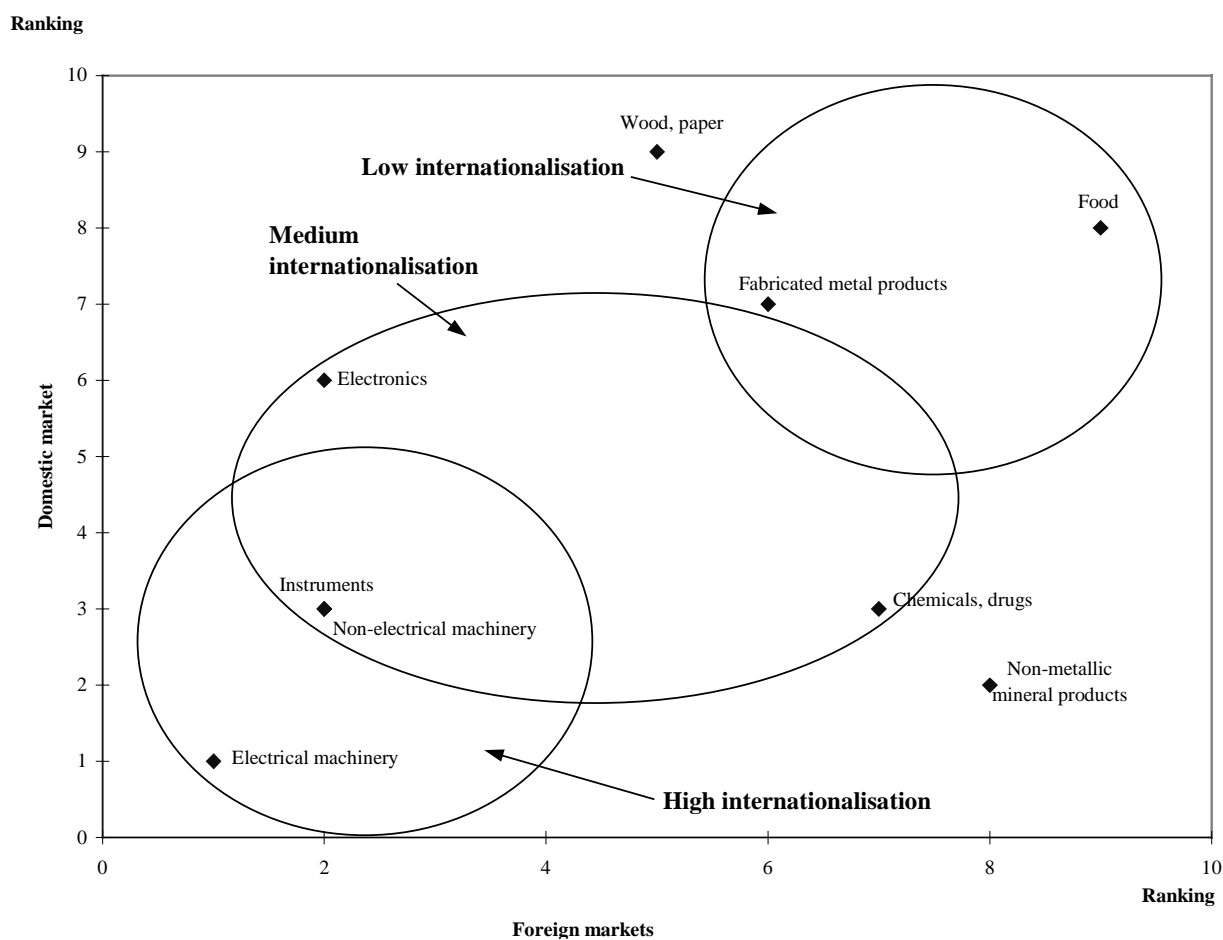 Ranking
10
Wood, paper
9
Low internationalisation
Food
8
Medium
internationalisation
Fabricated metal products
7
6
Electronics
Domestic market
5
4
Instruments
3
Chemicals, drugs
Non-electrical machinery
Non-metallic
2
mineral products
1
Electrical machinery
High internationalisation
0
0 2 4 6 8 10
Ranking
Foreign markets